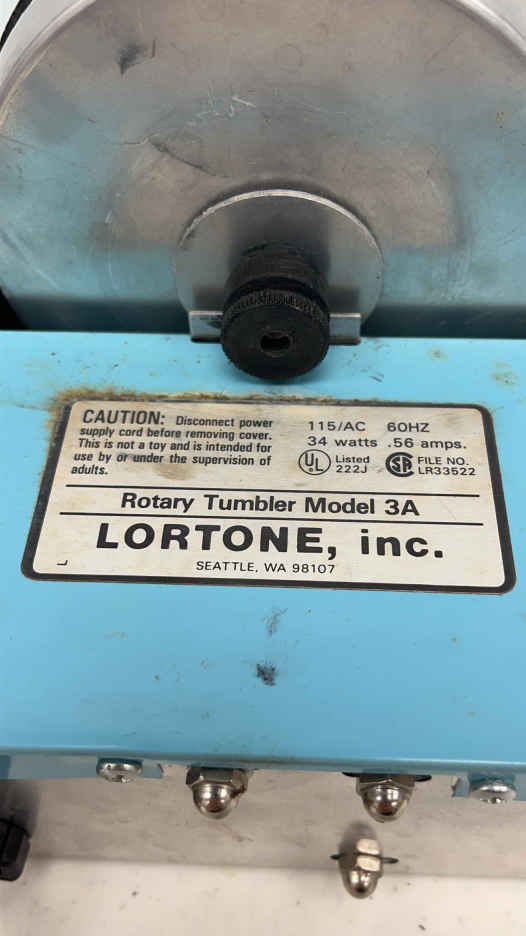 CAUTION: Disconnect power
supply cord before removing cover.
This is not a toy and is intended for
use by or under the supervision of
adults.
115/AC 60HZ
34 watts .56 amps.
UL Listed 222J
SA FILE NO. LR33522
Rotary Tumbler Model 3A
LORTONE, inc.
SEATTLE, WA 98107